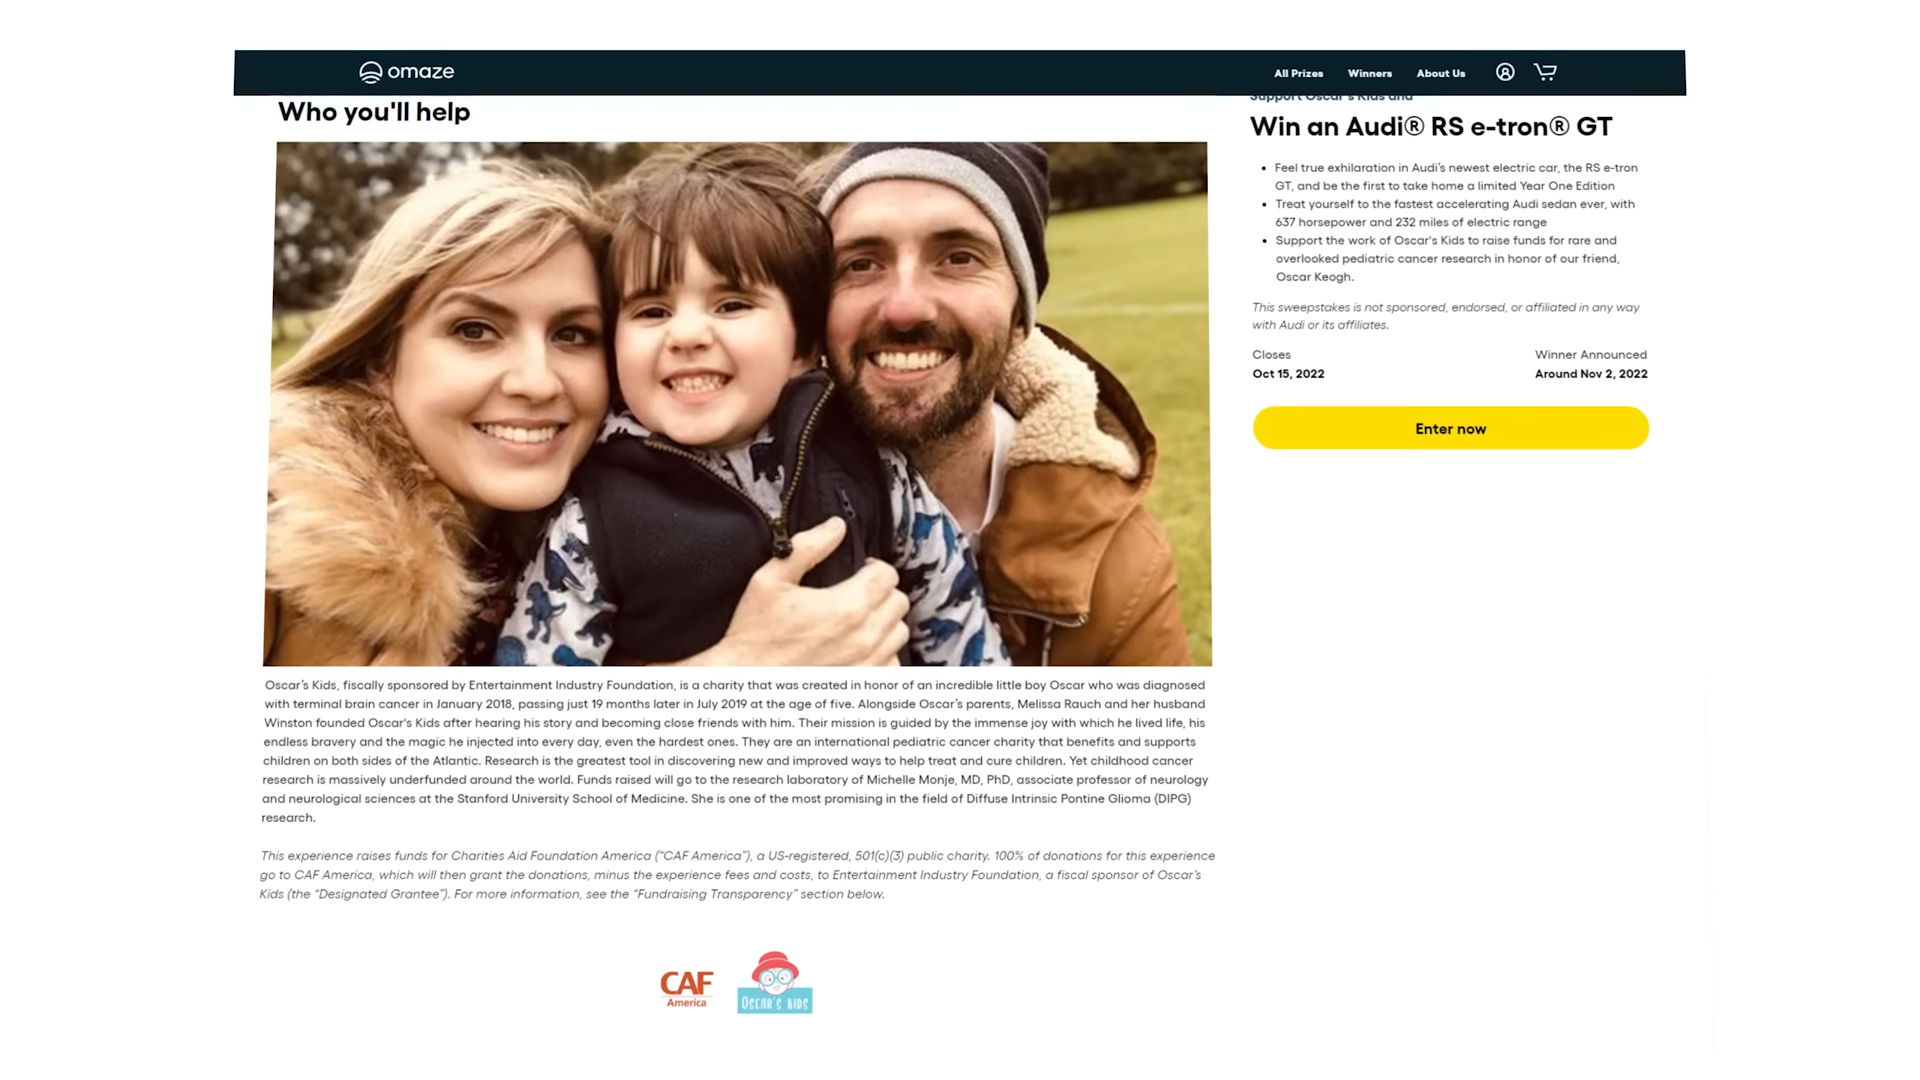 omaze
All Prizes
Winners
About Us
Who you'll help
Support Oscar's Kids and
Win an Audi® RS e-tron® GT
Feel true exhilaration in Audi's newest electric car, the RS e-tron
GT, and be the first to take home a limited Year One Edition
Treat yourself to the fastest accelerating Audi sedan ever, with
637 horsepower and 232 miles of electric range
Support the work of Oscar's Kids to raise funds for rare and
overlooked pediatric cancer research in honor of our friend,
Oscar Keogh.
This sweepstakes is not sponsored, endorsed, or affiliated in any way
with Audi or its affiliates.
Closes
Oct 15, 2022
Winner Announced
Around Nov 2, 2022
Enter now
Oscar's Kids, fiscally sponsored by Entertainment Industry Foundation, is a charity that was created in honor of an incredible little boy Oscar who was diagnosed
with terminal brain cancer in January 2018, passing just 19 months later in July 2019 at the age of five. Alongside Oscar's parents, Melissa Rauch and her husband
Winston founded Oscar's Kids after hearing his story and becoming close friends with him. Their mission is guided by the immense joy with which he lived life, his
endless bravery and the magic he injected into every day, even the hardest ones. They are an international pediatric cancer charity that benefits and supports
children on both sides of the Atlantic. Research is the greatest tool in discovering new and improved ways to help treat and cure children. Yet childhood cancer
research is massively underfunded around the world. Funds raised will go to the research laboratory of Michelle Monje, MD, PhD, associate professor of neurology
and neurological sciences at the Stanford University School of Medicine. She is one of the most promising in the field of Diffuse Intrinsic Pontine Glioma (DIPG)
research.
This experience raises funds for Charities Aid Foundation America ("CAF America"), a US-registered, 501(c)(3) public charity. 100% of donations for this experience
go to CAF America, which will then grant the donations, minus the experience fees and costs, to Entertainment Industry Foundation, a fiscal sponsor of Oscar's
Kids (the "Designated Grantee"). For more information, see the "Fundraising Transparency" section below.
CAF
America
OSCAR'S KIDS